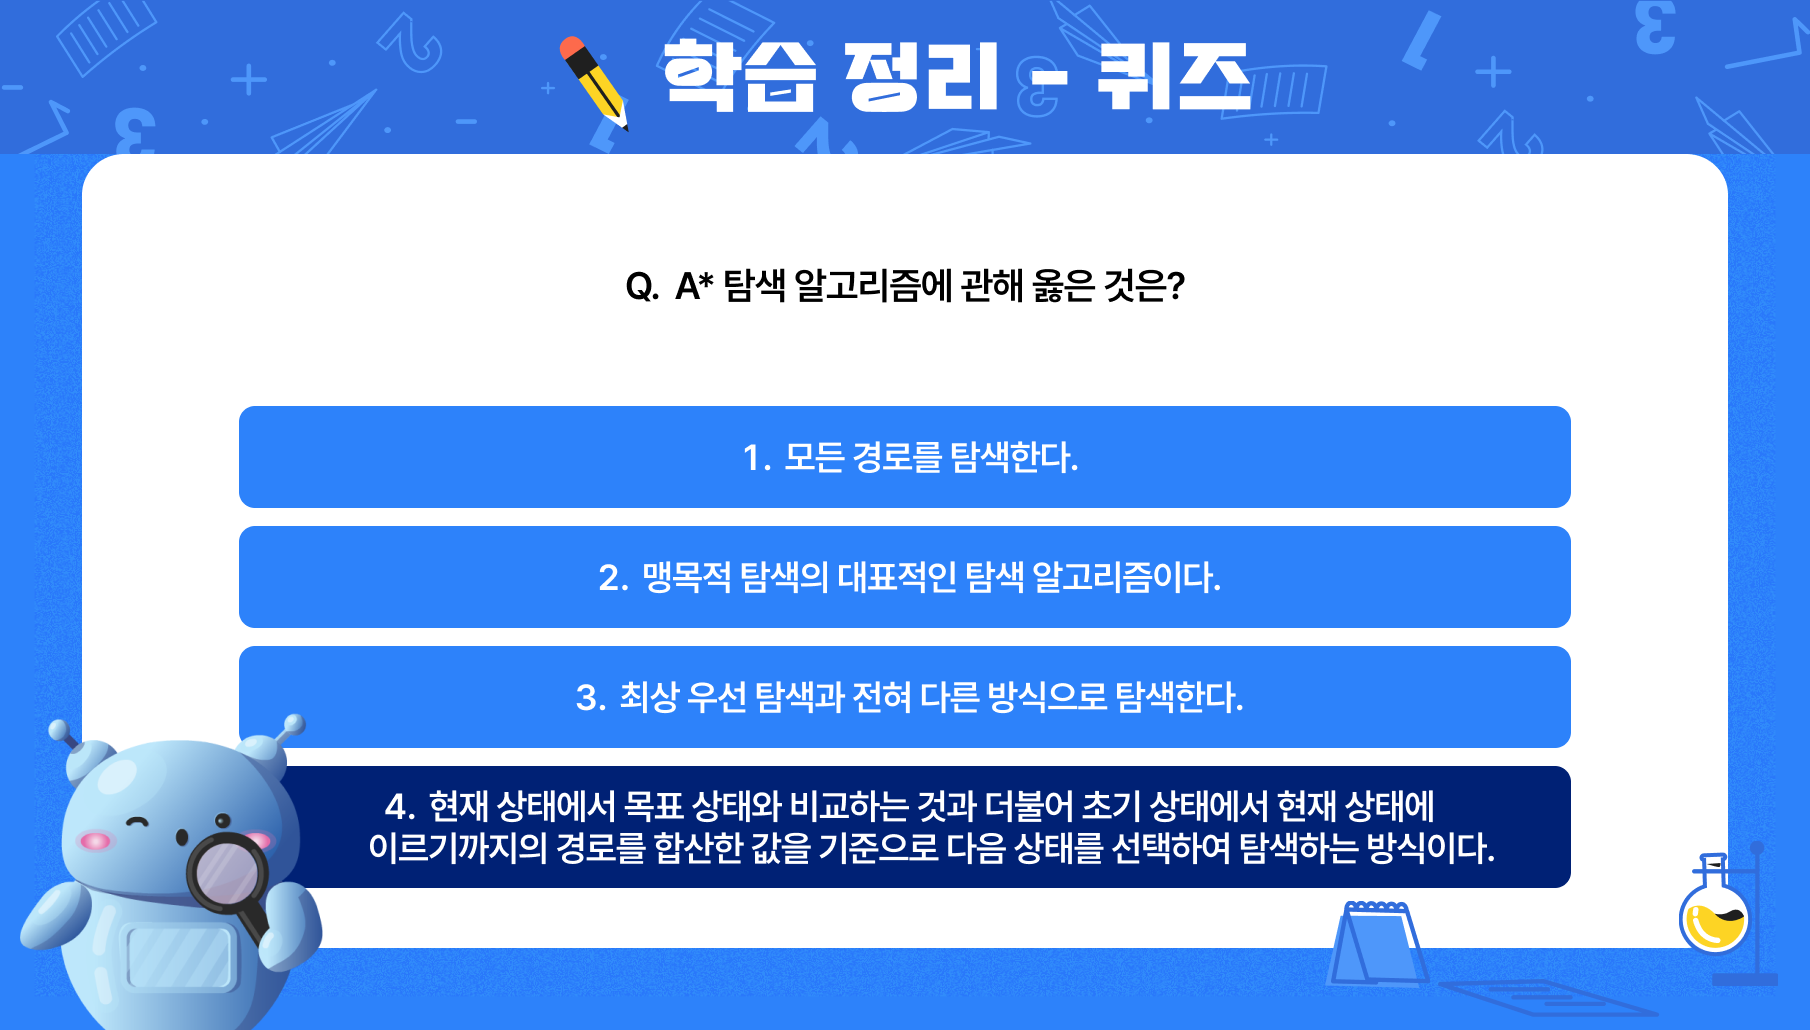 학습 정리 - 퀴즈
Q. A* 탐색 알고리즘에 관해 옳은 것은?
1. 모든 경로를 탐색한다.
2. 맹목적 탐색의 대표적인 탐색 알고리즘이다.
3. 최상 우선 탐색과 전혀 다른 방식으로 탐색한다.
4. 현재 상태에서 목표 상태와 비교하는 것과 더불어 초기 상태에서 현재 상태에
이르기까지의 경로를 합산한 값을 기준으로 다음 상태를 선택하여 탐색하는 방식이다.